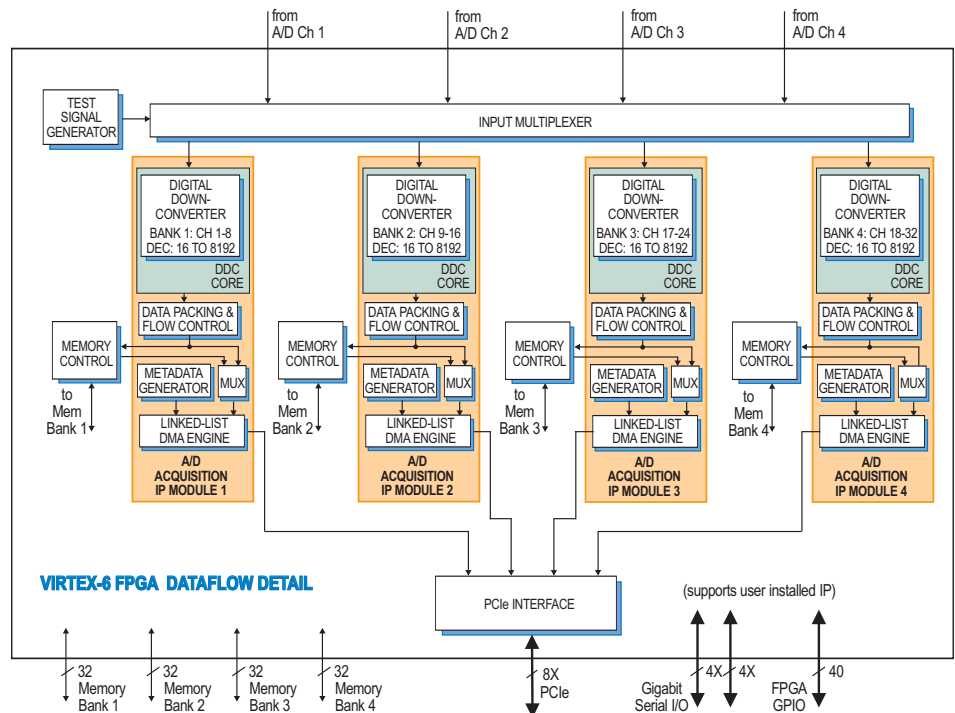 from
A/D Ch 1
from
A/D Ch 2
from
A/D Ch 3
from
A/D Ch 4
TEST
SIGNAL
GENERATOR
INPUT MULTIPLEXER
DIGITAL
DOWN-
CONVERTER
BANK 1: CH 1-8
DEC: 16 TO 8192
DDC
CORE
DATA PACKING &
FLOW CONTROL
MEMORY
CONTROL
METADATA
GENERATOR
MUX
to
Mem
Bank 1
LINKED-LIST
DMA ENGINE
A/D
ACQUISITION
IP MODULE 1
DIGITAL
DOWN-
CONVERTER
BANK 2: CH 9-16
DEC: 16 TO 8192
DDC
CORE
DATA PACKING &
FLOW CONTROL
MEMORY
CONTROL
METADATA
GENERATOR
MUX
to
Mem
Bank 2
LINKED-LIST
DMA ENGINE
A/D
ACQUISITION
IP MODULE 2
DIGITAL
DOWN-
CONVERTER
BANK 3: CH 17-24
DEC: 16 TO 8192
DDC
CORE
DATA PACKING &
FLOW CONTROL
MEMORY
CONTROL
METADATA
GENERATOR
MUX
to
Mem
Bank 3
LINKED-LIST
DMA ENGINE
A/D
ACQUISITION
IP MODULE 3
DIGITAL
DOWN-
CONVERTER
BANK 4: CH 18-32
DEC: 16 TO 8192
DDC
CORE
DATA PACKING &
FLOW CONTROL
MEMORY
CONTROL
METADATA
GENERATOR
MUX
to
Mem
Bank 4
LINKED-LIST
DMA ENGINE
A/D
ACQUISITION
IP MODULE 4
VIRTEX-6 FPGA DATAFLOW DETAIL
PCIe INTERFACE
(supports user installed IP)
32
Memory
Bank 1
32
Memory
Bank 2
32
Memory
Bank 3
32
Memory
Bank 4
8X
PCIe
4X
4X
Gigabit
Serial I/O
40
FPGA
GPIO